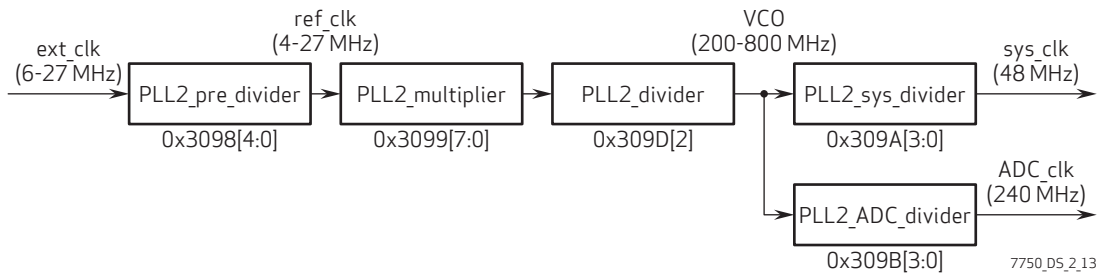 ext_clk
(6-27 MHz)
PLL2_pre_divider
0x3098[4:0]
ref_clk
(4-27 MHz)
PLL2_multiplier
0x3099[7:0]
PLL2_divider
0x309D[2]
VCO
(200-800 MHz)
PLL2_sys_divider
0x309A[3:0]
sys_clk
(48 MHz)
PLL2_ADC_divider
0x309B[3:0]
ADC_clk
(240 MHz)
7750_DS_2_13